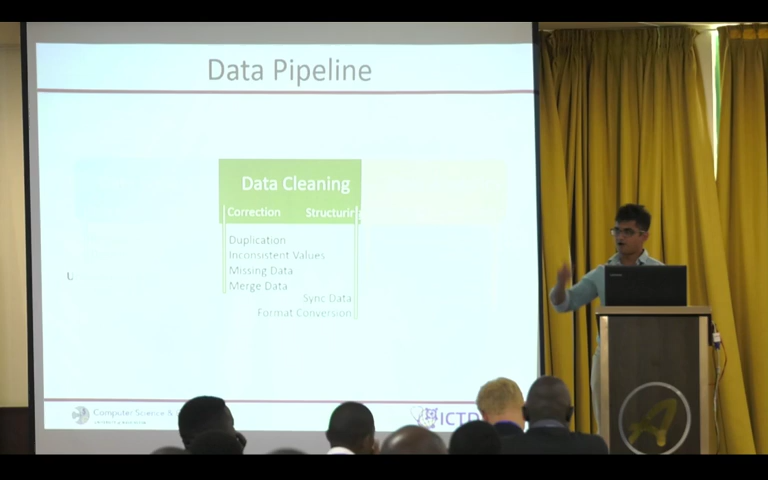 Data Pipeline
Data Cleaning
Correction Structurin
Duplication
Inconsistent Values
Missing Data
Merge Data
U
Sync Data
Format Conversion
Computer Science &
ICTD